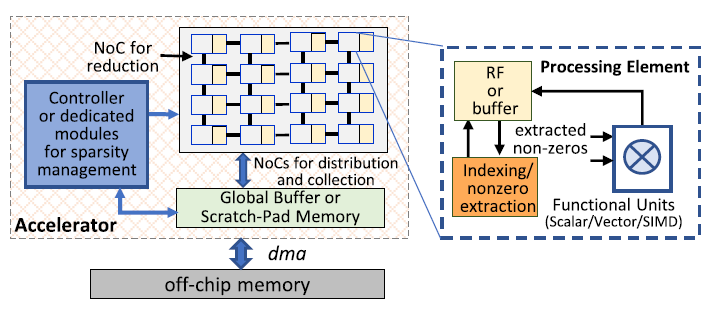 NoC for
reduction
Controller
or dedicated
modules
for sparsity
management
NoCs for distribution
and collection
Global Buffer or
Scratch-Pad Memory
Accelerator
dma
off-chip memory
Processing Element
RF
or
buffer
extracted
non-zeros
Indexing/
nonzero
extraction
Functional Units
(Scalar/Vector/SIMD)